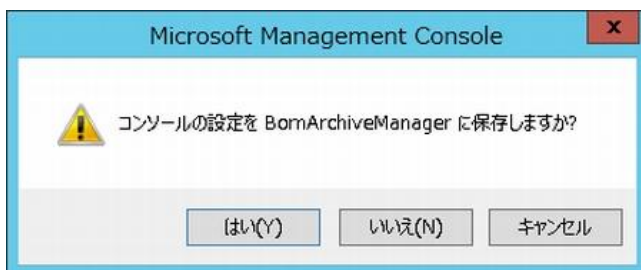 Microsoft Management Console
x
コンソールの設定を BomArchiveManager に保存しますか?
はい(Y)
いいえ(N)
キャンセル